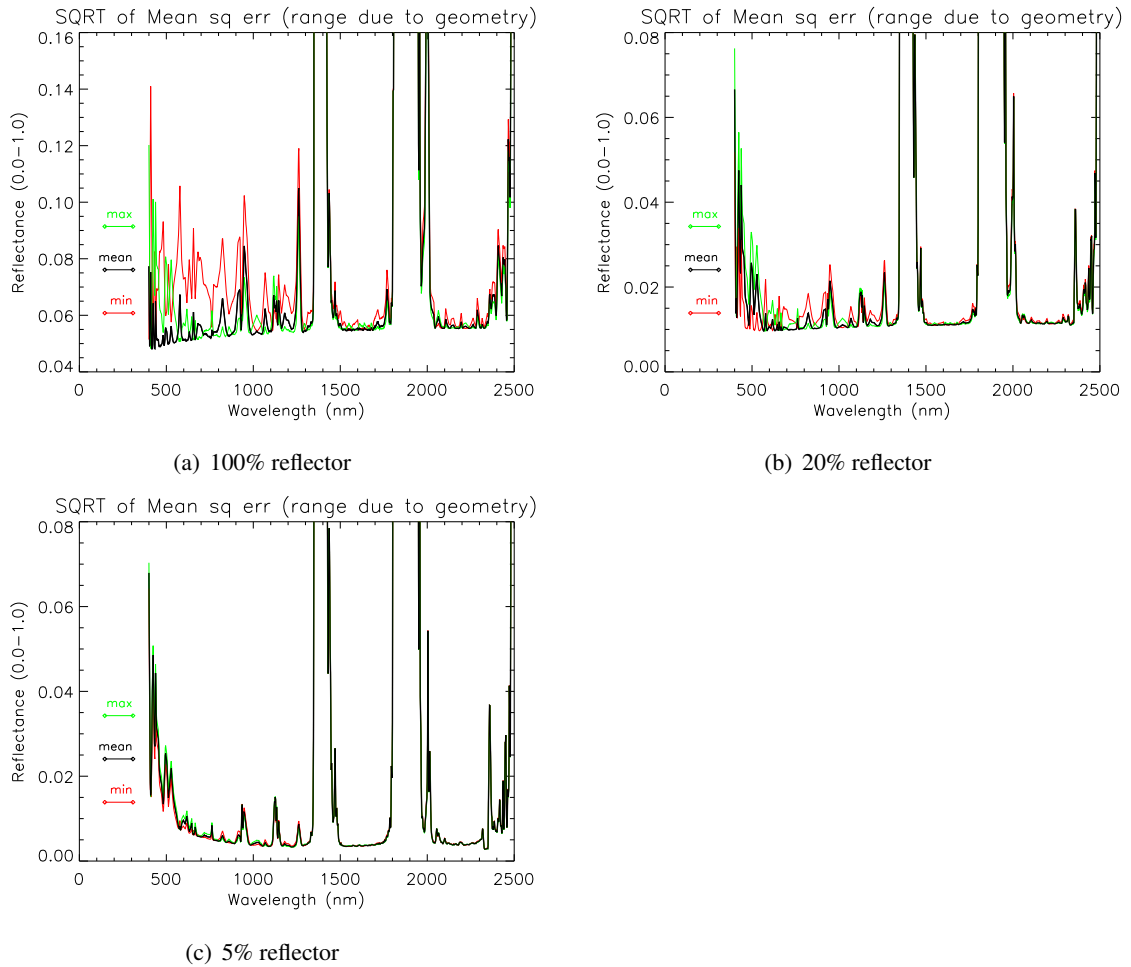 SQRT of Mean sq err (range due to geometry)
0.16
0.14
0.12
0.10
0.08
0.06
0.04
Reflectance (0.0-1.0)
max
mean
min
0 500 1000 1500 2000 2500
Wavelength (nm)
(a) 100% reflector
SQRT of Mean sq err (range due to geometry)
0.08
0.06
0.04
0.02
0.00
Reflectance (0.0-1.0)
max
mean
min
0 500 1000 1500 2000 2500
Wavelength (nm)
(b) 20% reflector
SQRT of Mean sq err (range due to geometry)
0.08
0.06
0.04
0.02
0.00
Reflectance (0.0-1.0)
max
mean
min
0 500 1000 1500 2000 2500
Wavelength (nm)
(c) 5% reflector